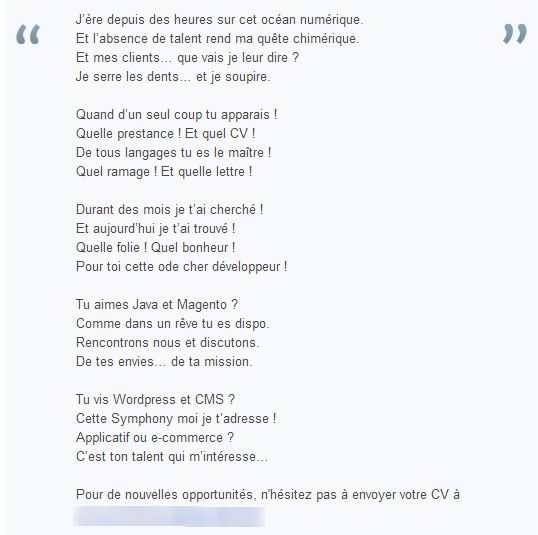 “ ”
J’ère depuis des heures sur cet océan numérique.
Et l’absence de talent rend ma quête chimérique.
Et mes clients… que vais je leur dire ?
Je serre les dents… et je soupire.
Quand d’un seul coup tu apparais !
Quelle prestance ! Et quel CV !
De tous langages tu es le maître !
Quel ramage ! Et quelle lettre !
Durant des mois je t’ai cherché !
Et aujourd’hui je t’ai trouvé !
Quelle folie ! Quel bonheur !
Pour toi cette ode cher développeur !
Tu aimes Java et Magento ?
Comme dans un rêve tu es dispo.
Rencontrons nous et discutons.
De tes envies… de ta mission.
Tu vis Wordpress et CMS ?
Cette Symphony moi je t’adresse !
Applicatif ou e-commerce ?
C’est ton talent qui m’intéresse…
Pour de nouvelles opportunités, n'hésitez pas à envoyer votre CV à